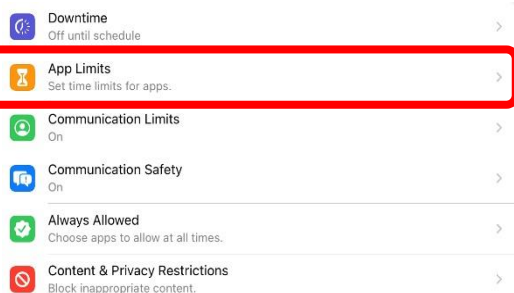 Downtime
Off until schedule
App Limits
Set time limits for apps.
Communication Limits
On
Communication Safety
On
Always Allowed
Choose apps to allow at all times.
Content & Privacy Restrictions
Block inappropriate content.